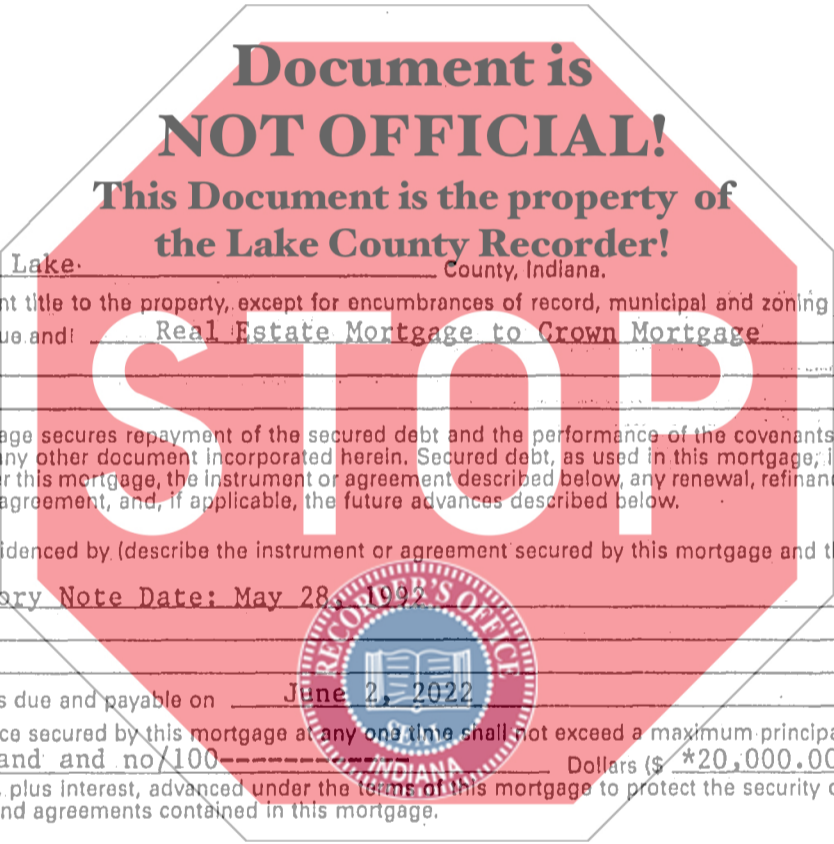 Document is
NOT OFFICIAL!
This Document is the property of
the Lake County Recorder!
Lake County, Indiana.
nt title to the property, except for encumbrances of record, municipal and zoning
ue and Real Estate Mortgage to Crown Mortgage
STOP
age secures repayment of the secured debt and the performance of the covenants
ny other document incorporated herein. Secured debt, as used in this mortgage, i
r this mortgage, the instrument or agreement described below, any renewal, refinan
agreement, and, if applicable, the future advances described below.
idenced by (describe the instrument or agreement secured by this mortgage and th
ory Note Date: May 28, 1992
RECORDER'S OFFICE
SEAL
INDIANA
s due and payable on June 2, 2022
ce secured by this mortgage at any one time shall not exceed a maximum principa
and and no/100------------ Dollars ($ *20,000.00
, plus interest, advanced under the terms of this mortgage to protect the security o
nd agreements contained in this mortgage.